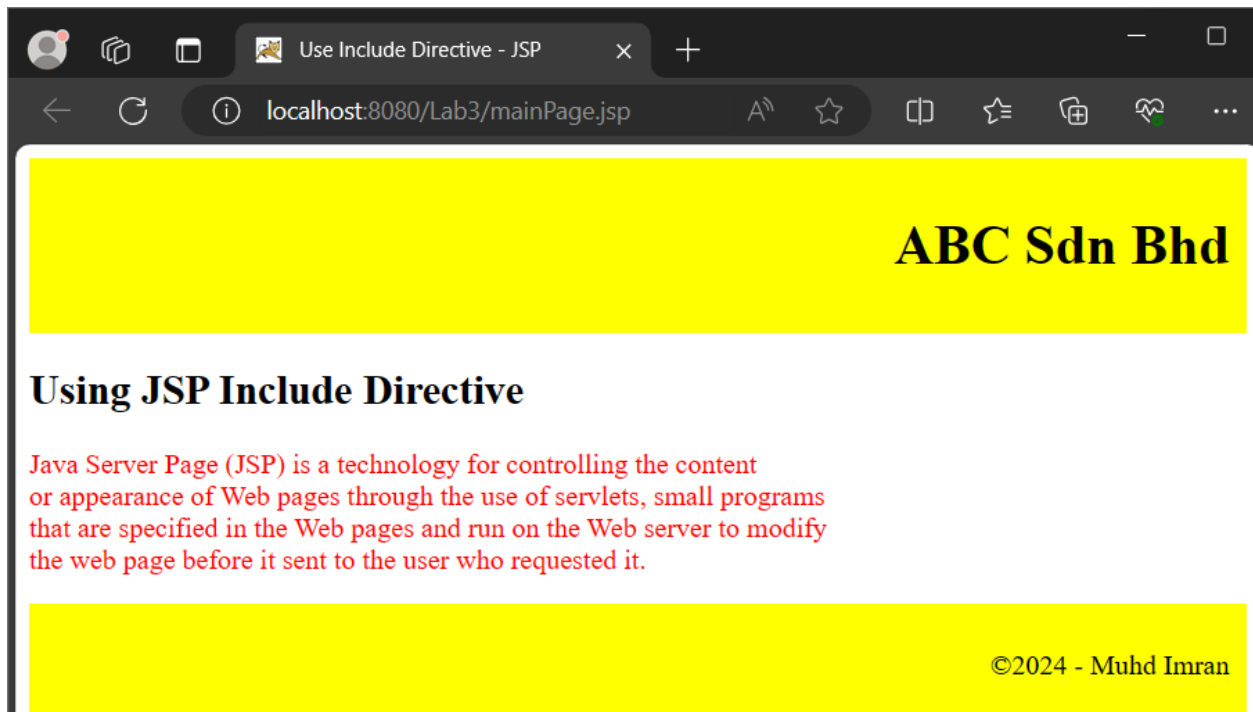 Use Include Directive - JSP
localhost:8080/Lab3/mainPage.jsp
ABC Sdn Bhd
Using JSP Include Directive
Java Server Page (JSP) is a technology for controlling the content
or appearance of Web pages through the use of servlets, small programs
that are specified in the Web pages and run on the Web server to modify
the web page before it sent to the user who requested it.
©2024 - Muhd Imran